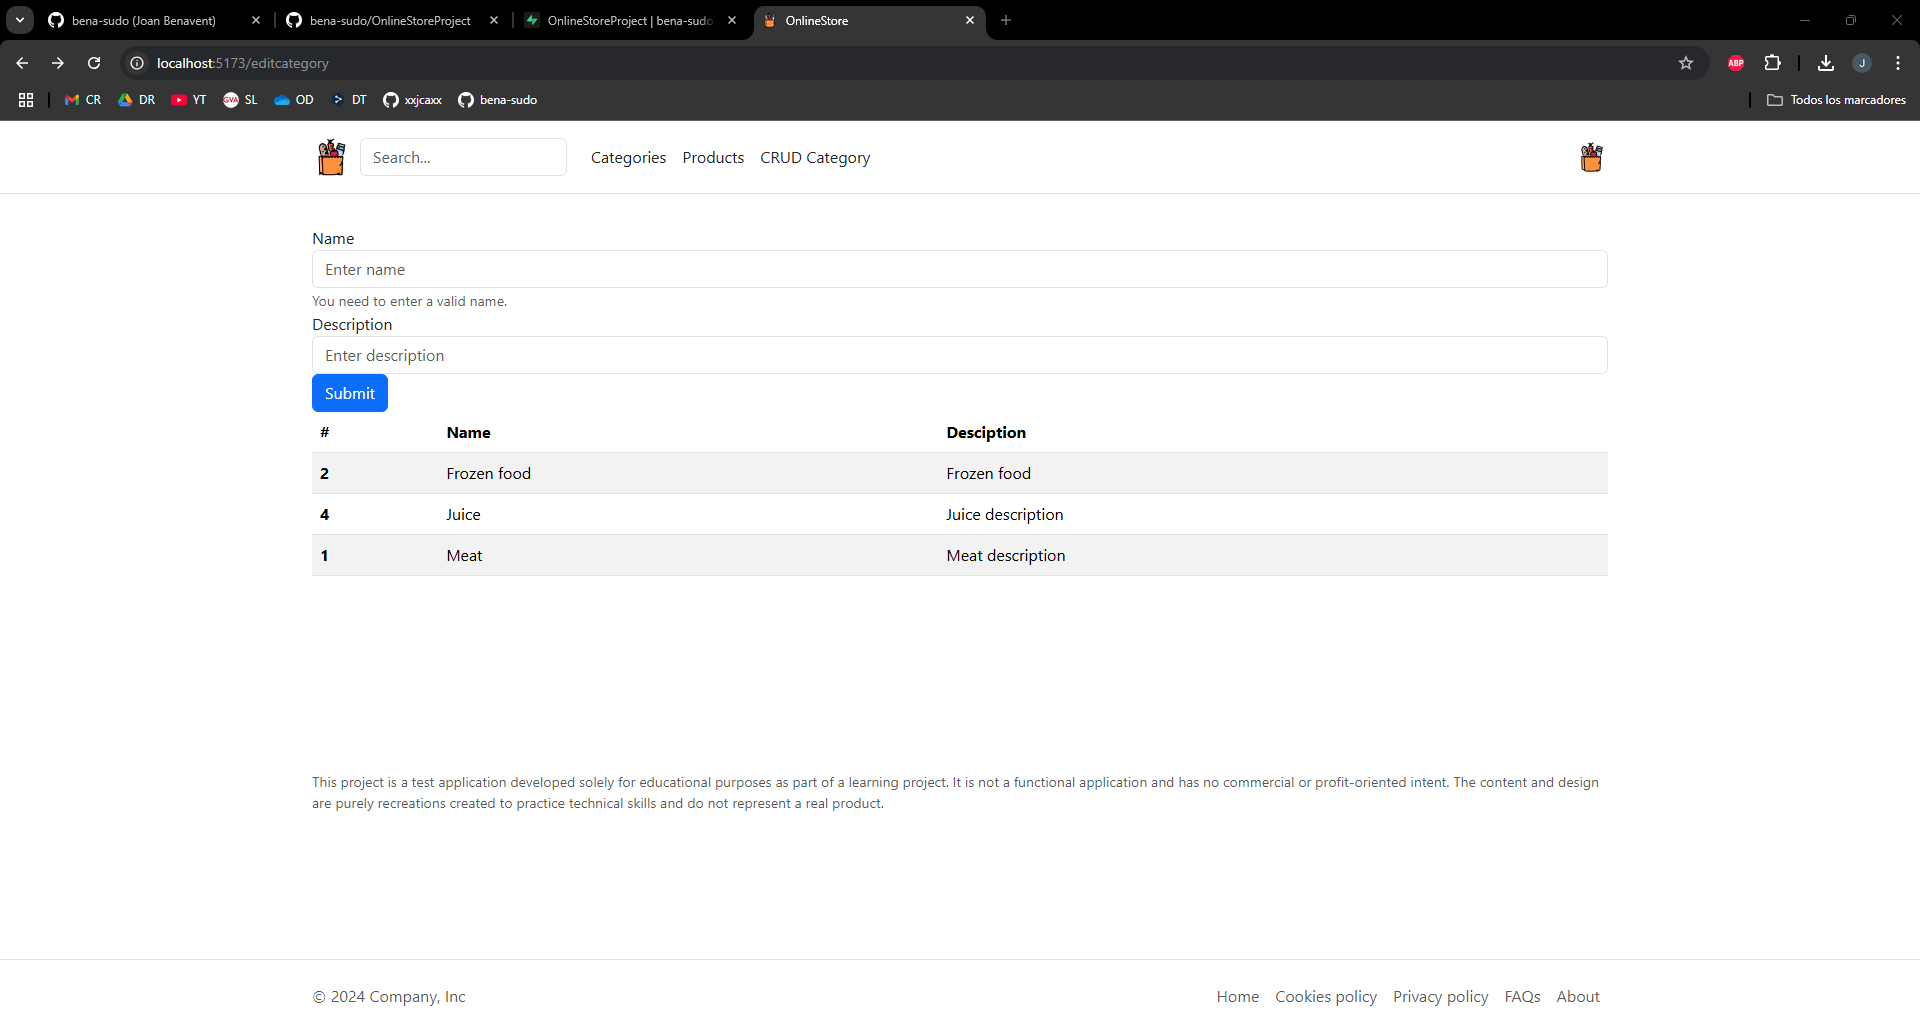 bena-sudo (Joan Benavent)
bena-sudo/OnlineStoreProject
OnlineStoreProject | bena-sudo
OnlineStore
localhost:5173/editcategory
ABP
J
CR
DR
YT
GVA SL
OD
DT
xxjcaxx
bena-sudo
Todos los marcadores
Search...
Categories
Products
CRUD Category
Name
Enter name
You need to enter a valid name.
Description
Enter description
Submit
# Name Desciption
2 Frozen food Frozen food
4 Juice Juice description
1 Meat Meat description
This project is a test application developed solely for educational purposes as part of a learning project. It is not a functional application and has no commercial or profit-oriented intent. The content and design
are purely recreations created to practice technical skills and do not represent a real product.
© 2024 Company, Inc
Home
Cookies policy
Privacy policy
FAQs
About